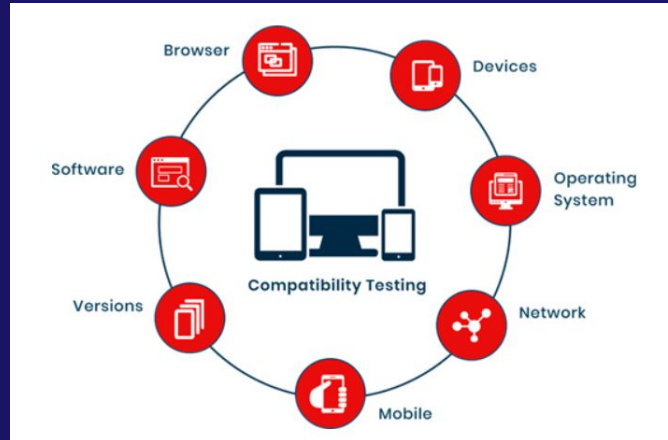 Browser
Devices
Software
Operating
System
Compatibility Testing
Versions
Network
Mobile